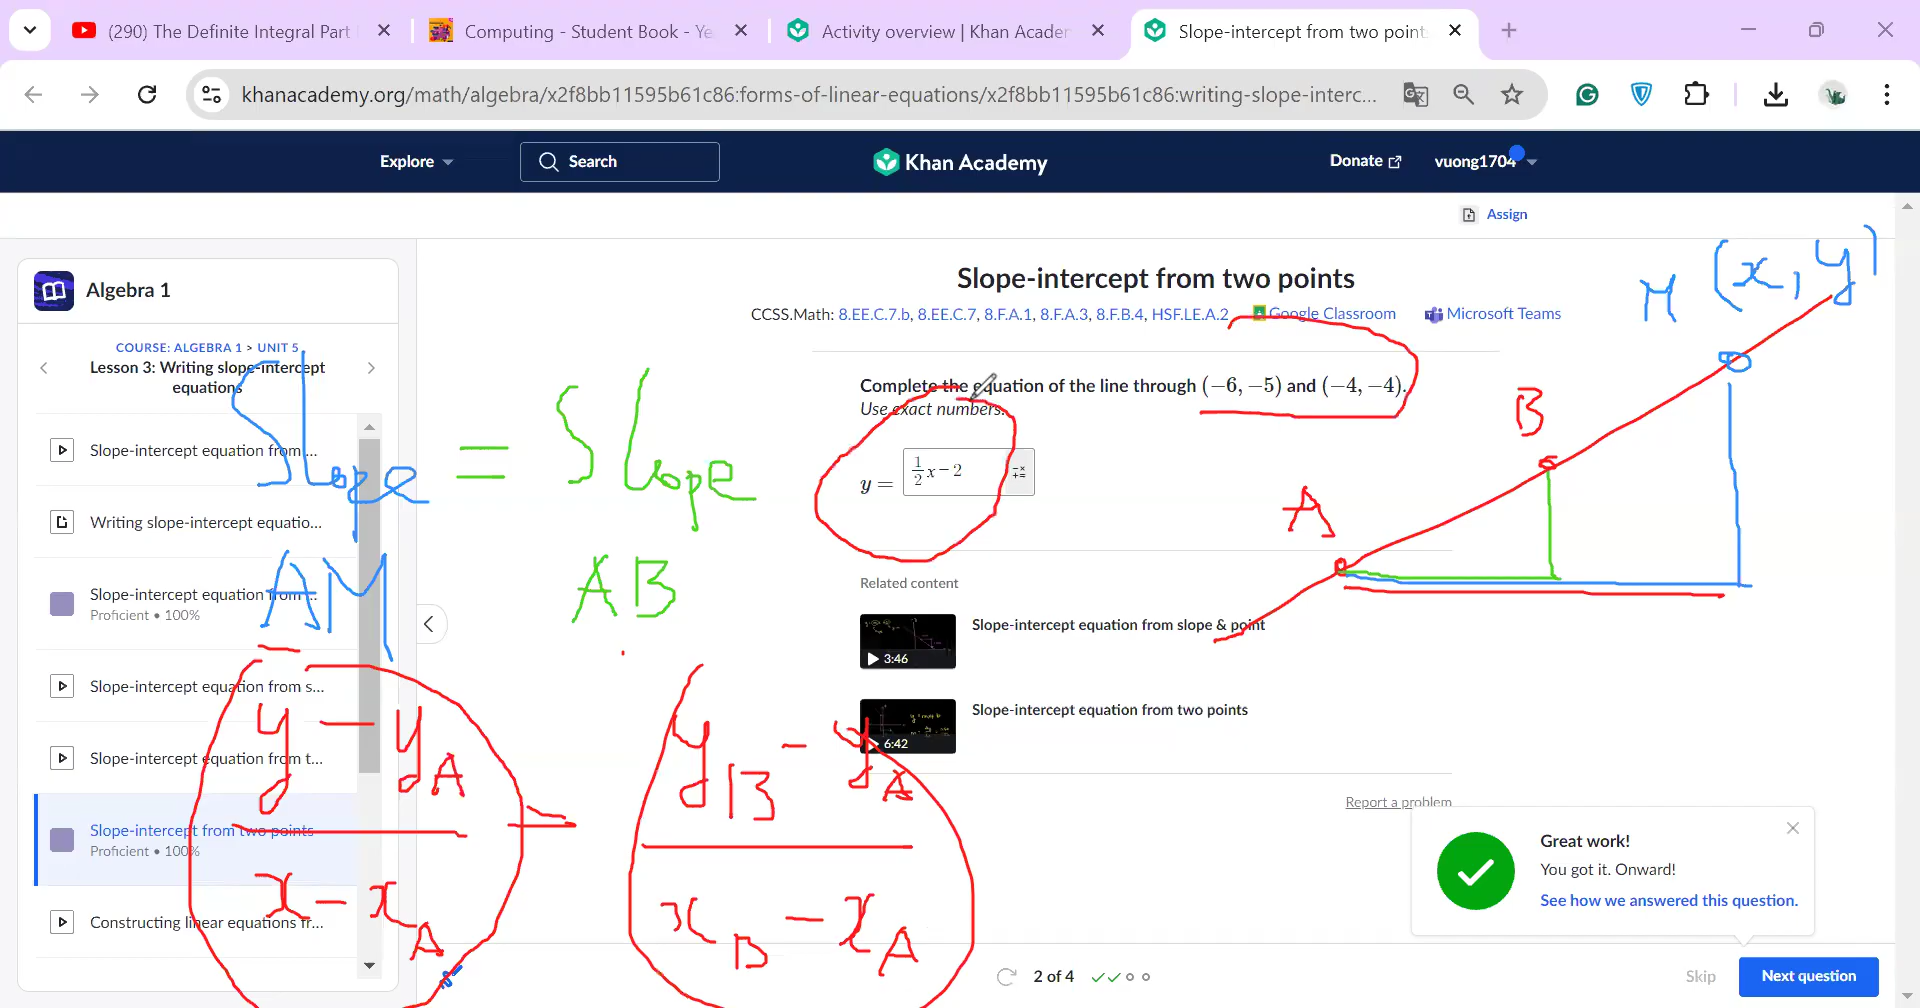 (290) The Definite Integral Part
Computing - Student Book - Ye
Activity overview | Khan Acader
Slope-intercept from two point
khanacademy.org/math/algebra/x2f8bb11595b61c86:forms-of-linear-equations/x2f8bb11595b61c86:writing-slope-interc...
Explore
Search
Khan Academy
Donate
vuong1704
Assign
Algebra 1
COURSE: ALGEBRA 1 > UNIT 5
Lesson 3: Writing slope-intercept
equations
Slope-intercept equation from ...
Writing slope-intercept equatio...
Slope-intercept equation from ...
Proficient • 100%
Slope-intercept equation from s...
Slope-intercept equation from t...
Slope-intercept from two points
Proficient • 100%
Constructing linear equations fr...
Slope-intercept from two points
CCSS.Math: 8.EE.C.7.b, 8.EE.C.7, 8.F.A.1, 8.F.A.3, 8.F.B.4, HSF.LE.A.2
Google Classroom
Microsoft Teams
Complete the equation of the line through (−6, −5) and (−4, −4).
Use exact numbers.
y = 1/2 x − 2
Related content
3:46
Slope-intercept equation from slope & point
6:42
Slope-intercept equation from two points
Report a problem
Great work!
You got it. Onward!
See how we answered this question.
2 of 4
Skip
Next question
M (x, y)
B
A
Slope = Slope
AM AB
y − yA = yB − yA
x − xA xB − xA